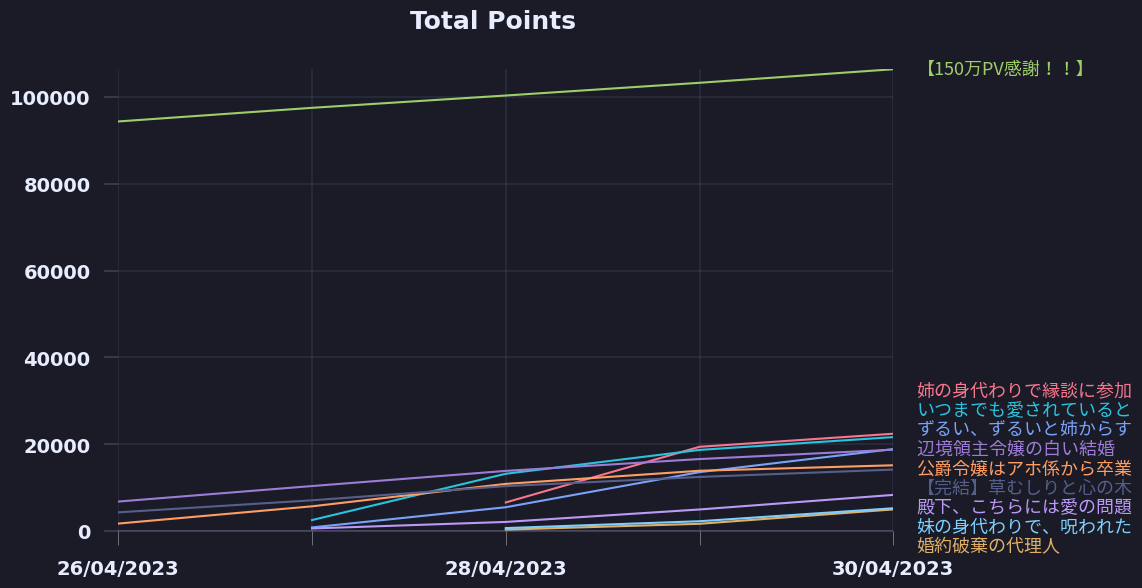 Total Points
100000
80000
60000
40000
20000
0
26/04/2023
28/04/2023
30/04/2023
【150万PV感謝！！】
姉の身代わりで縁談に参加
いつまでも愛されていると
ずるい、ずるいと姉からす
辺境領主令嬢の白い結婚
公爵令嬢はアホ係から卒業
【完結】草むしりと心の木
殿下、こちらには愛の問題
妹の身代わりで、呪われた
婚約破棄の代理人